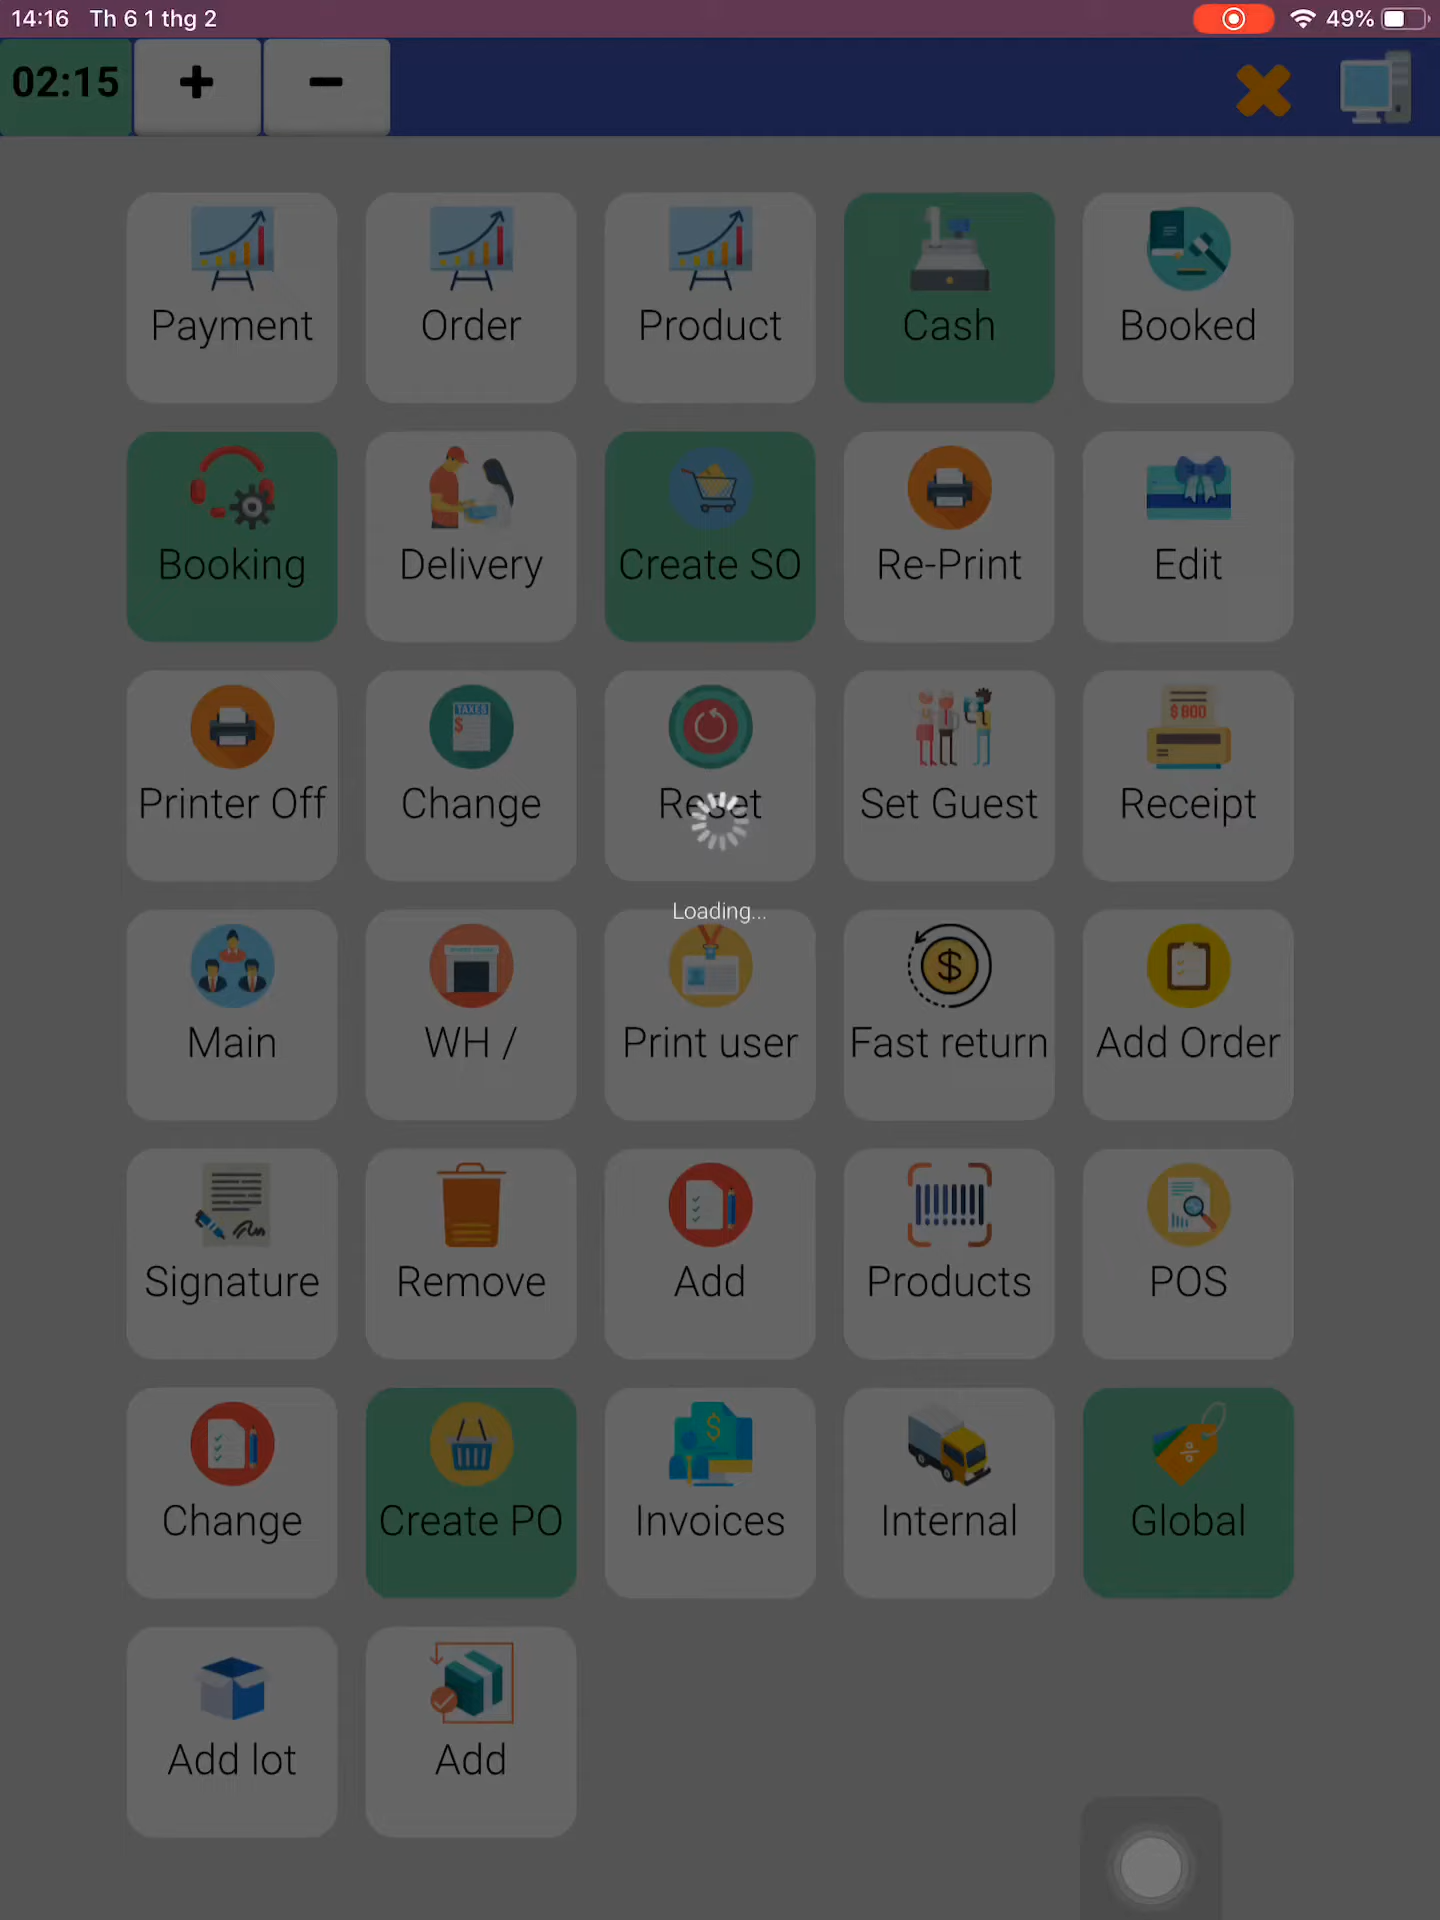 14:16 Th 6 1 thg 2 49%
02:15 + −
Payment Order Product Cash Booked
Booking Delivery Create SO Re-Print Edit
TAXES
$
$ 800
Printer Off Change Reset Set Guest Receipt
Loading...
$
Main WH / Print user Fast return Add Order
Signature Remove Add Products POS
$
%
Change Create PO Invoices Internal Global
Add lot Add